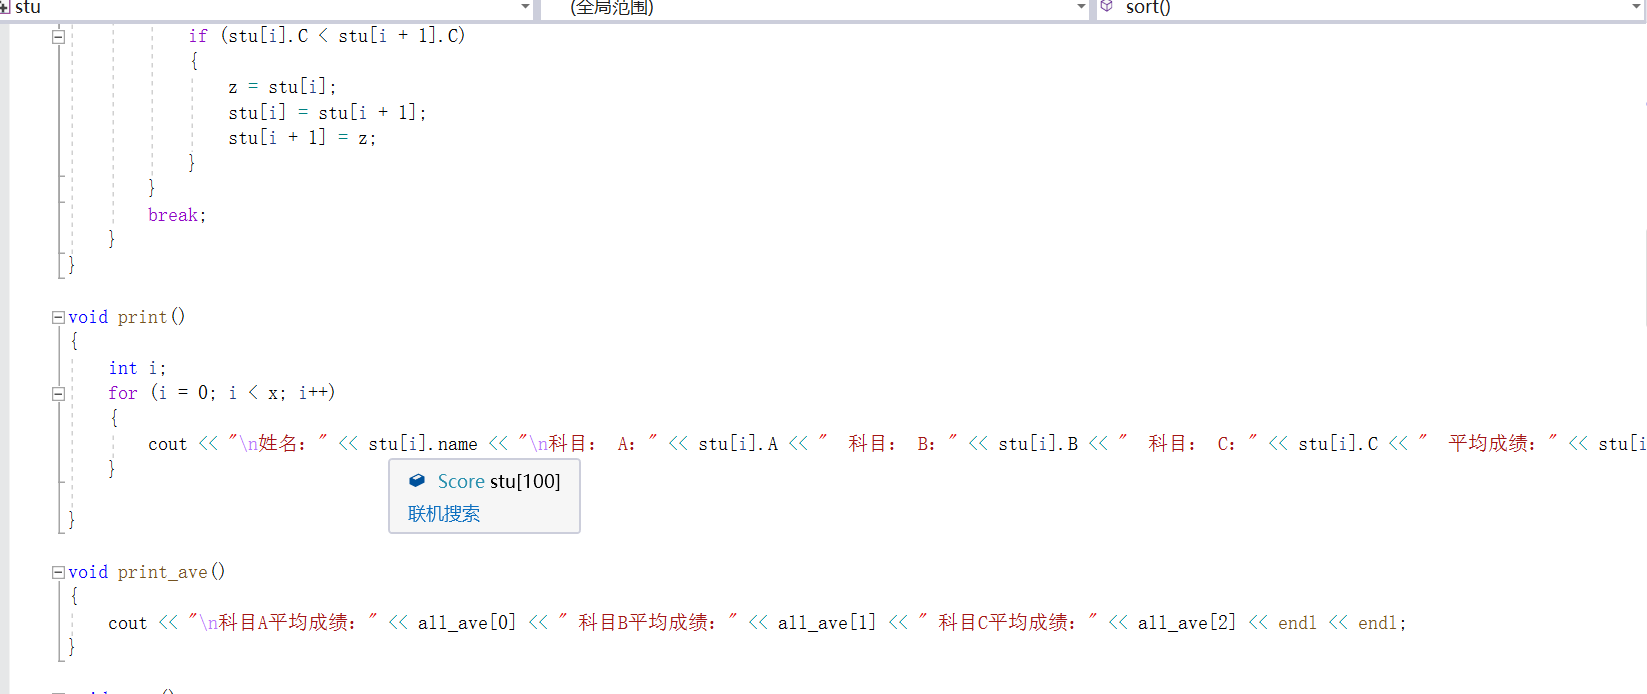 stu (全局范围) sort()
if (stu[i].C < stu[i + 1].C)
{
z = stu[i];
stu[i] = stu[i + 1];
stu[i + 1] = z;
}
}
break;
}
}
void print()
{
int i;
for (i = 0; i < x; i++)
{
cout << "\n姓名：" << stu[i].name << "\n科目： A：" << stu[i].A << "  科目： B：" << stu[i].B << "  科目： C：" << stu[i].C << "  平均成绩：" << stu[i
}
Score stu[100]
联机搜索
}
void print_ave()
{
cout << "\n科目A平均成绩：" << all_ave[0] << " 科目B平均成绩：" << all_ave[1] << " 科目C平均成绩：" << all_ave[2] << endl << endl;
}